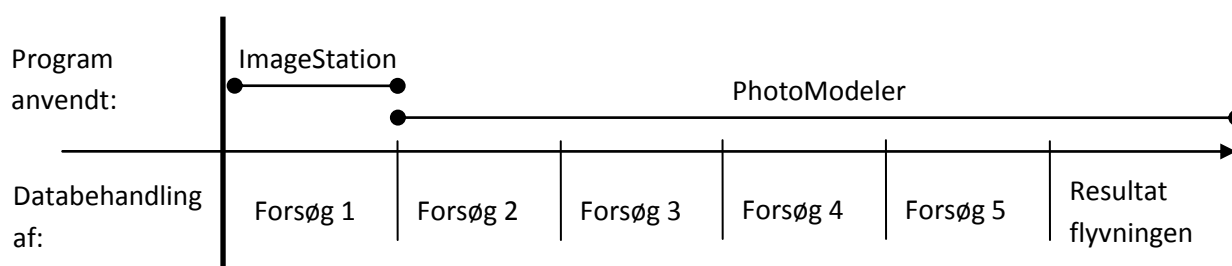 Program
anvendt:
ImageStation
PhotoModeler
Databehandling
af:
Forsøg 1
Forsøg 2
Forsøg 3
Forsøg 4
Forsøg 5
Resultat
flyvningen